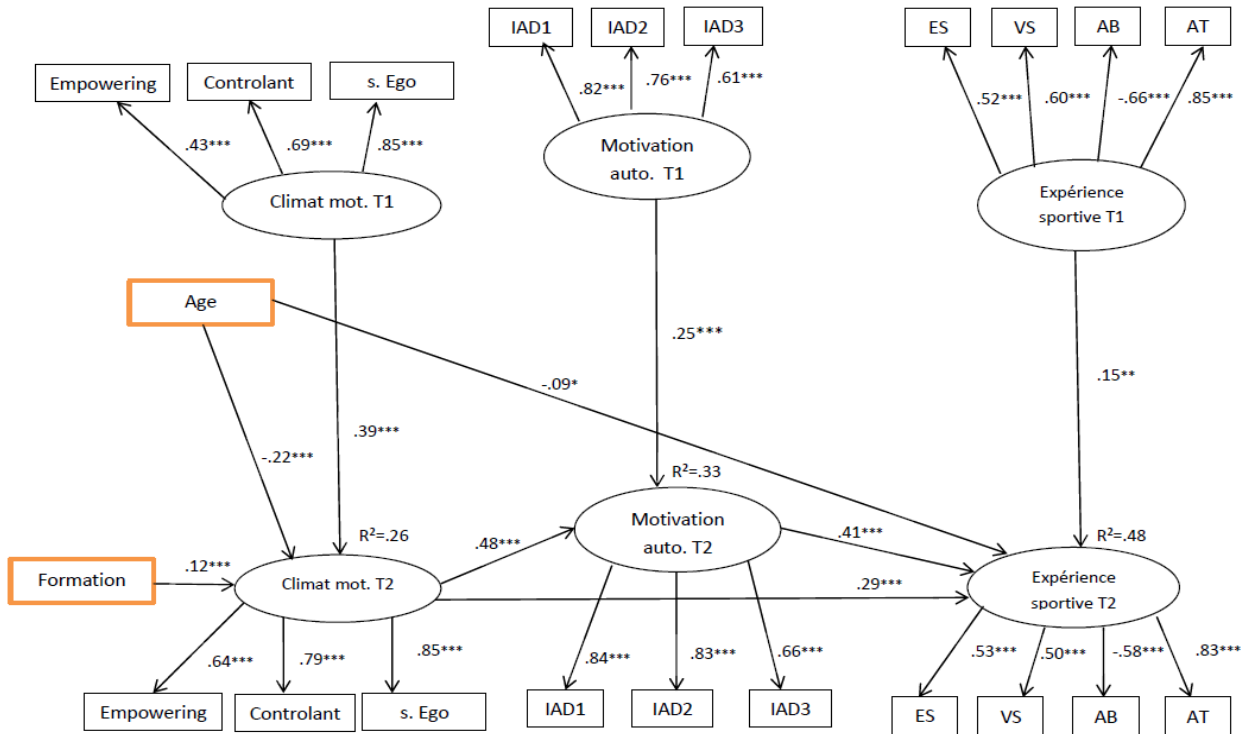 IAD1 IAD2 IAD3 ES VS AB AT
Empowering Controlant s. Ego
.82*** .76*** .61*** .52*** .60*** -.66*** .85***
.43*** .69*** .85***
Motivation
auto. T1
Climat mot. T1
Expérience
sportive T1
Age
.25***
-.09* .15**
.39***
-.22***
R²=.33
Motivation
auto. T2
R²=.26 .48*** .41*** R²=.48
.12***
Formation
Climat mot. T2
.29***
Expérience
sportive T2
.64*** .79*** .85*** .84*** .83*** .66*** .53*** .50*** -.58*** .83***
Empowering Controlant s. Ego IAD1 IAD2 IAD3 ES VS AB AT